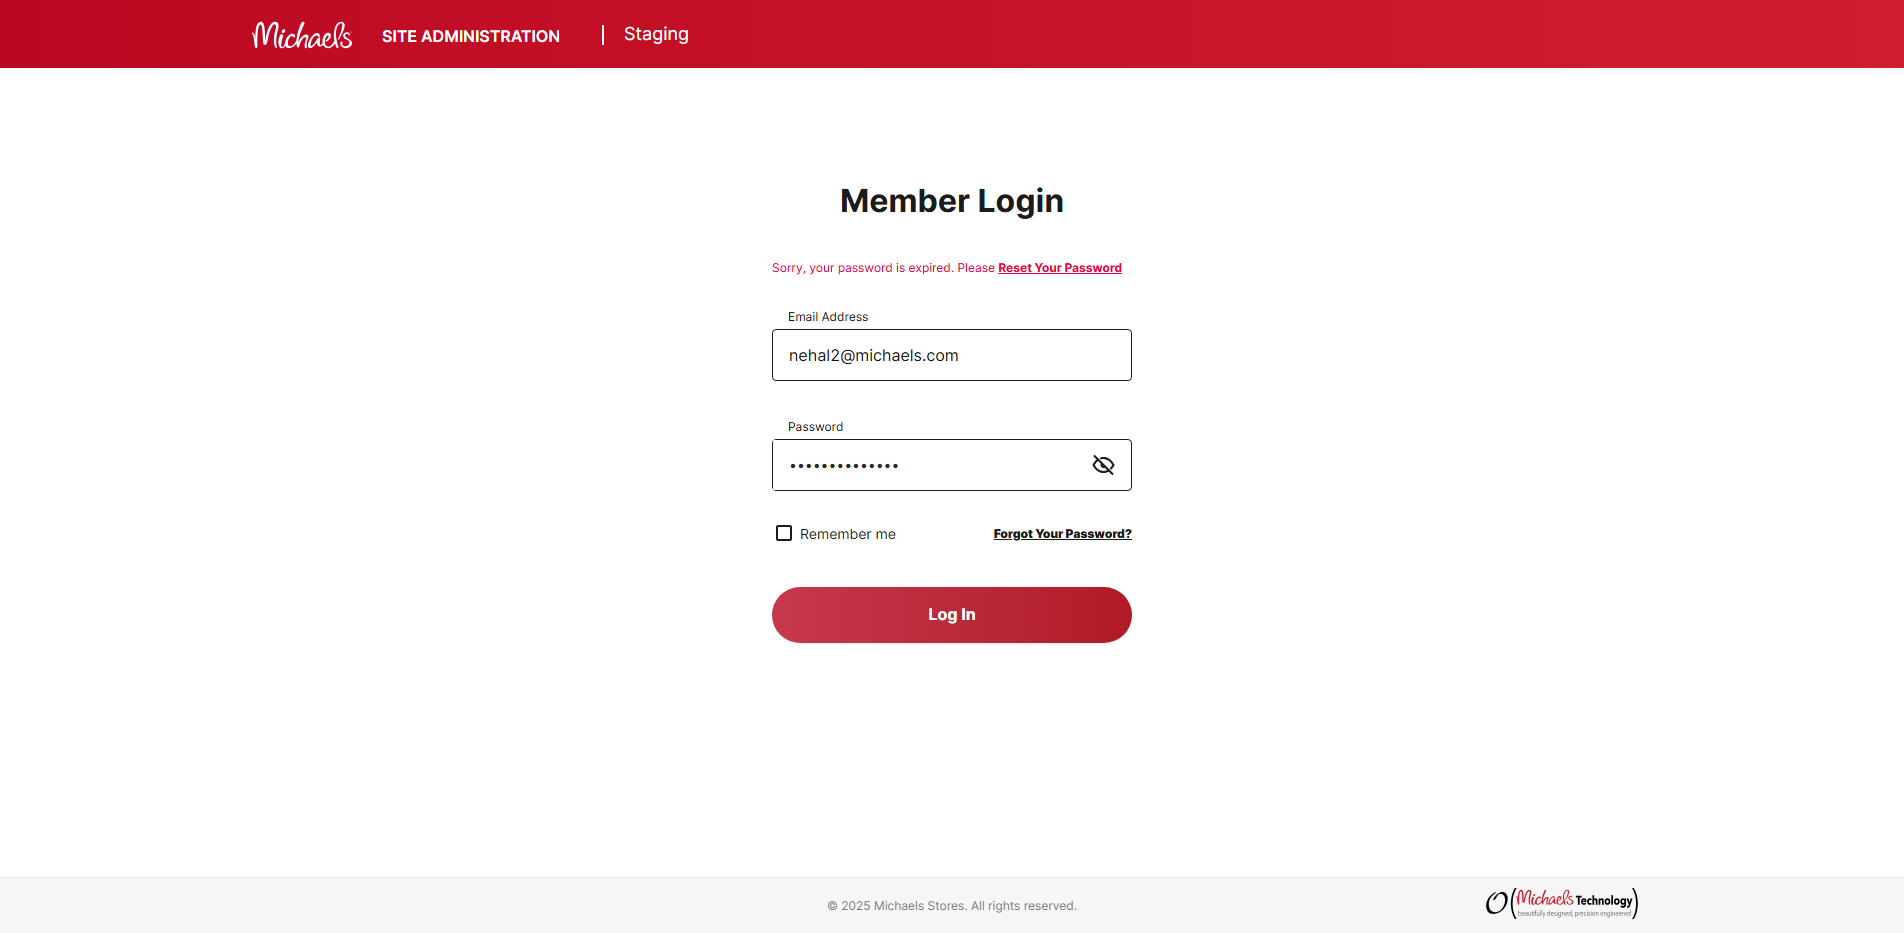 Michaels SITE ADMINISTRATION | Staging
Member Login
Sorry, your password is expired. Please Reset Your Password
Email Address
nehal2@michaels.com
Password
••••••••••••••
Remember me
Forgot Your Password?
Log In
© 2025 Michaels Stores. All rights reserved.
O(Michaels Technology)
beautifully designed, precision engineered